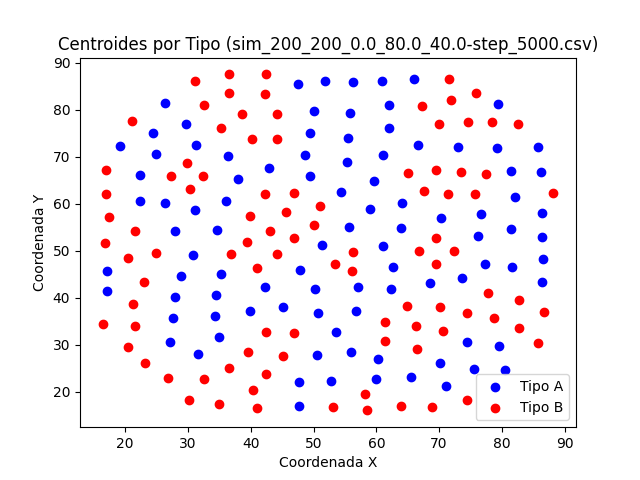 Centroides por Tipo (sim_200_200_0.0_80.0_40.0-step_5000.csv)
90
80
70
60
50
40
30
20
Coordenada Y
20 30 40 50 60 70 80 90
Coordenada X
Tipo A
Tipo B